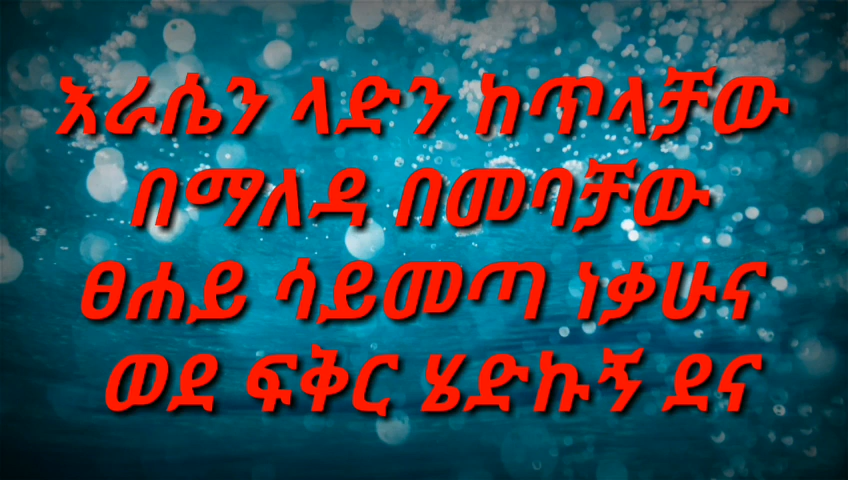 እራሴን ላድን ከጥላቻው
በማለዳ በመባቻው
ፀሐይ ሳይመጣ ነቃሁና
ወደ ፍቅር ሄድኩኝ ደና